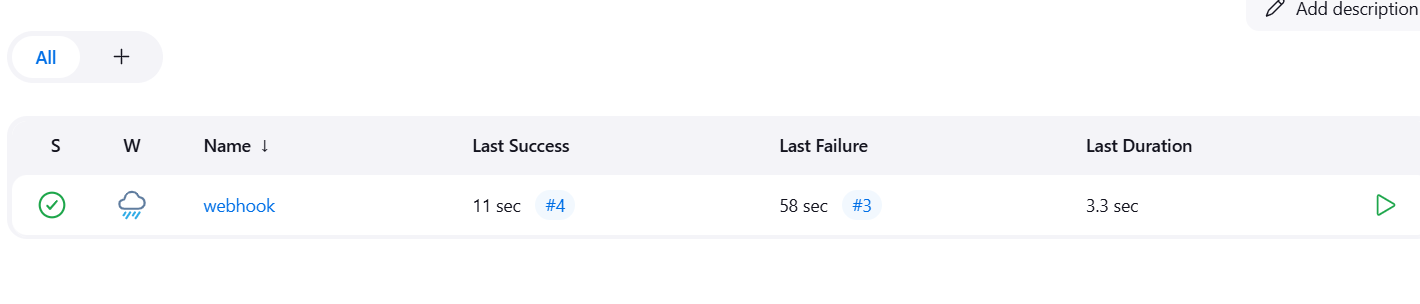 Add description
All +
S W Name ↓ Last Success Last Failure Last Duration
webhook 11 sec #4 58 sec #3 3.3 sec